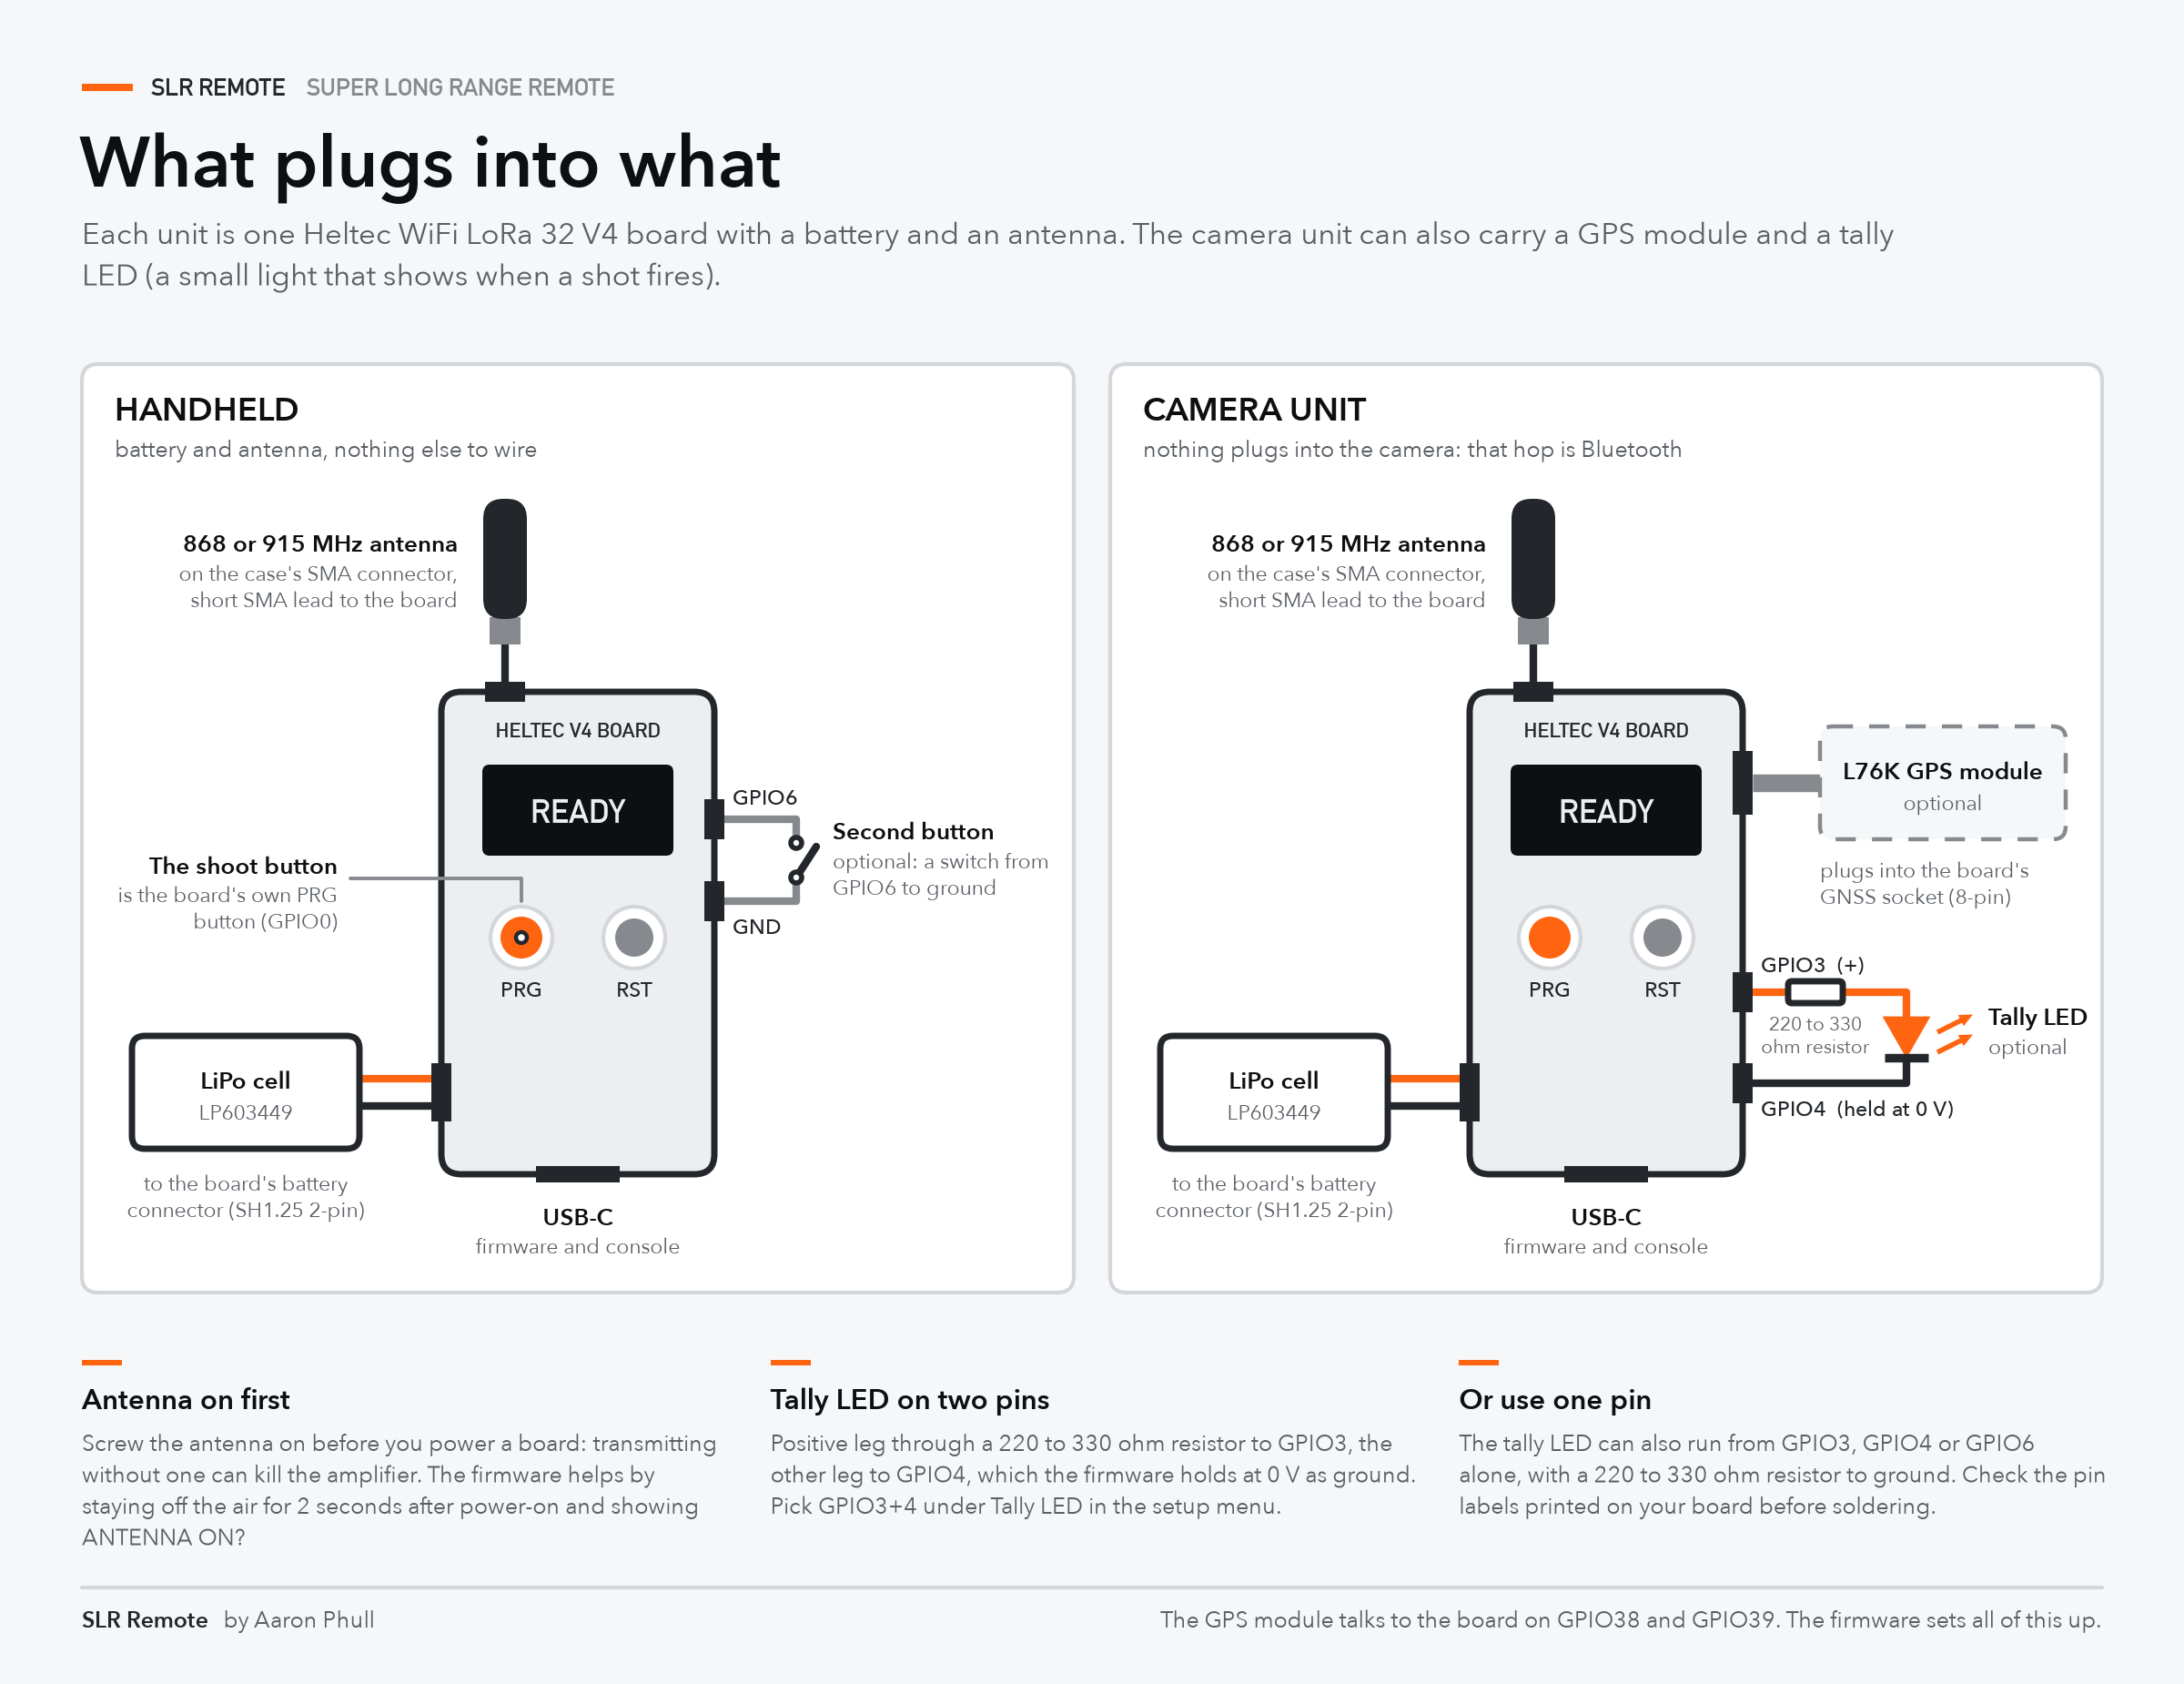 SLR REMOTE SUPER LONG RANGE REMOTE
What plugs into what
Each unit is one Heltec WiFi LoRa 32 V4 board with a battery and an antenna. The camera unit can also carry a GPS module and a tally
LED (a small light that shows when a shot fires).
HANDHELD
battery and antenna, nothing else to wire
868 or 915 MHz antenna
on the case's SMA connector,
short SMA lead to the board
HELTEC V4 BOARD
READY
GPIO6
Second button
optional: a switch from
GPIO6 to ground
GND
The shoot button
is the board's own PRG
button (GPIO0)
PRG
RST
LiPo cell
LP603449
to the board's battery
connector (SH1.25 2-pin)
USB-C
firmware and console
CAMERA UNIT
nothing plugs into the camera: that hop is Bluetooth
868 or 915 MHz antenna
on the case's SMA connector,
short SMA lead to the board
HELTEC V4 BOARD
READY
L76K GPS module
optional
plugs into the board's
GNSS socket (8-pin)
PRG
RST
GPIO3 (+)
220 to 330
ohm resistor
Tally LED
optional
GPIO4 (held at 0 V)
LiPo cell
LP603449
to the board's battery
connector (SH1.25 2-pin)
USB-C
firmware and console
Antenna on first
Screw the antenna on before you power a board: transmitting
without one can kill the amplifier. The firmware helps by
staying off the air for 2 seconds after power-on and showing
ANTENNA ON?
Tally LED on two pins
Positive leg through a 220 to 330 ohm resistor to GPIO3, the
other leg to GPIO4, which the firmware holds at 0 V as ground.
Pick GPIO3+4 under Tally LED in the setup menu.
Or use one pin
The tally LED can also run from GPIO3, GPIO4 or GPIO6
alone, with a 220 to 330 ohm resistor to ground. Check the pin
labels printed on your board before soldering.
SLR Remote by Aaron Phull
The GPS module talks to the board on GPIO38 and GPIO39. The firmware sets all of this up.